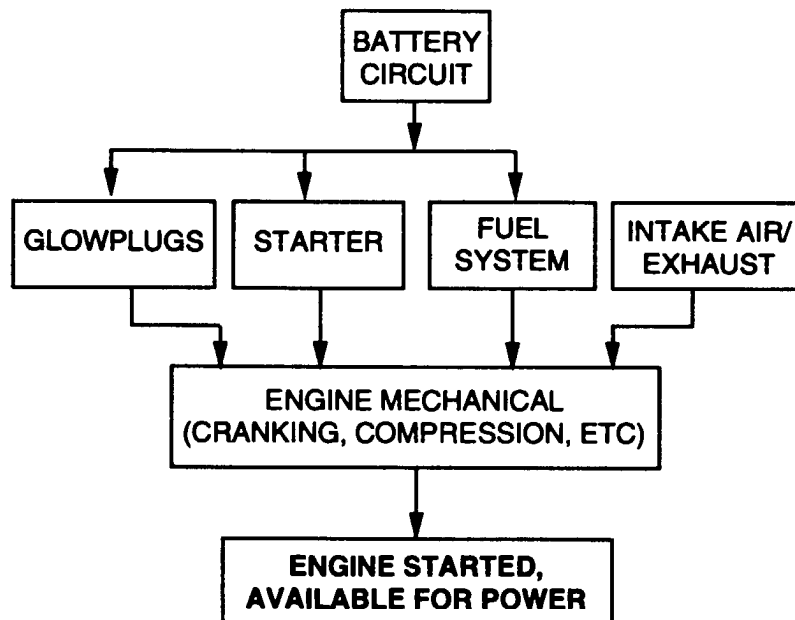 BATTERY
CIRCUIT
GLOWPLUGS
STARTER
FUEL
SYSTEM
INTAKE AIR/
EXHAUST
ENGINE MECHANICAL
(CRANKING, COMPRESSION, ETC)
ENGINE STARTED,
AVAILABLE FOR POWER